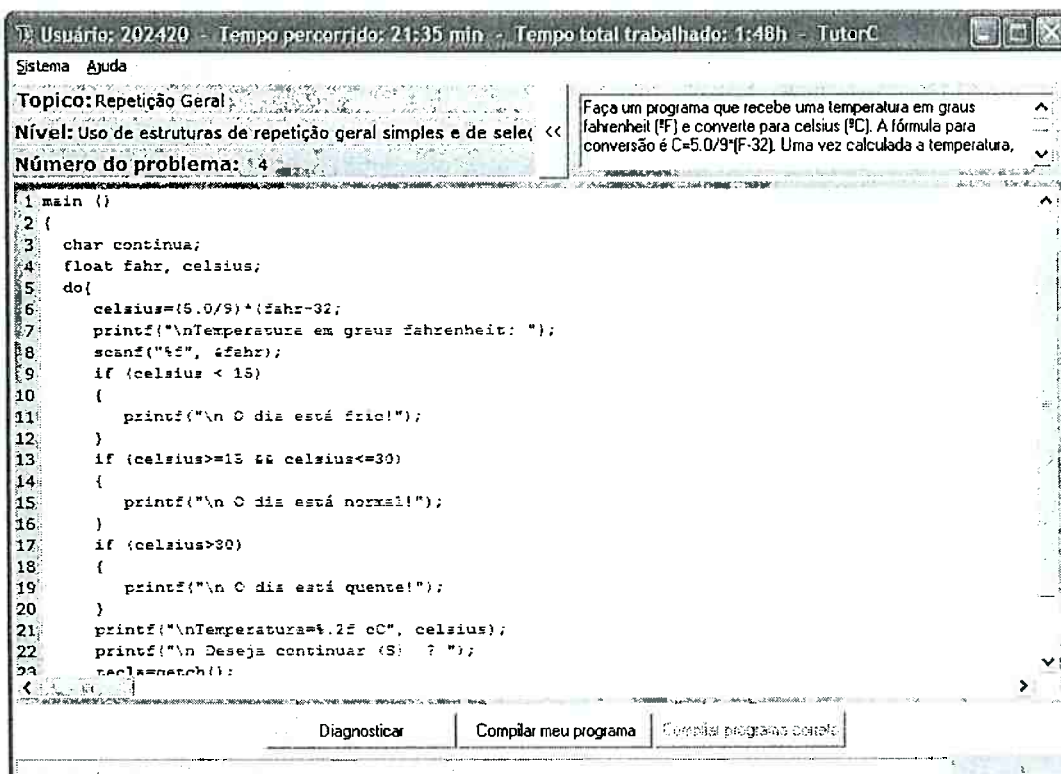 Usuário: 202420 - Tempo percorrido: 21:35 min - Tempo total trabalhado: 1:48h - TutorC
Sistema Ajuda
Topico: Repetição Geral
Nível: Uso de estruturas de repetição geral simples e de seleç <<
Número do problema: 4
Faça um programa que recebe uma temperatura em graus
fahrenheit (ºF) e converte para celsius (ºC). A fórmula para
conversão é C=5.0/9*(F-32). Uma vez calculada a temperatura,
1 main ()
2 {
3 char continua;
4 float fahr, celsius;
5 do{
6 celsius=(5.0/9)*(fahr-32;
7 printf("\nTemperatura em graus fahrenheit: ");
8 scanf("%f", &fahr);
9 if (celsius < 15)
10 {
11 printf("\n O dia está frio!");
12 }
13 if (celsius>=15 && celsius<=30)
14 {
15 printf("\n O dia está normal!");
16 }
17 if (celsius>30)
18 {
19 printf("\n O dia está quente!");
20 }
21 printf("\nTemperatura=%.2f oC", celsius);
22 printf("\n Deseja continuar (S) ? ");
23 tecla=getch();
Diagnosticar Compilar meu programa Compilar programa correto